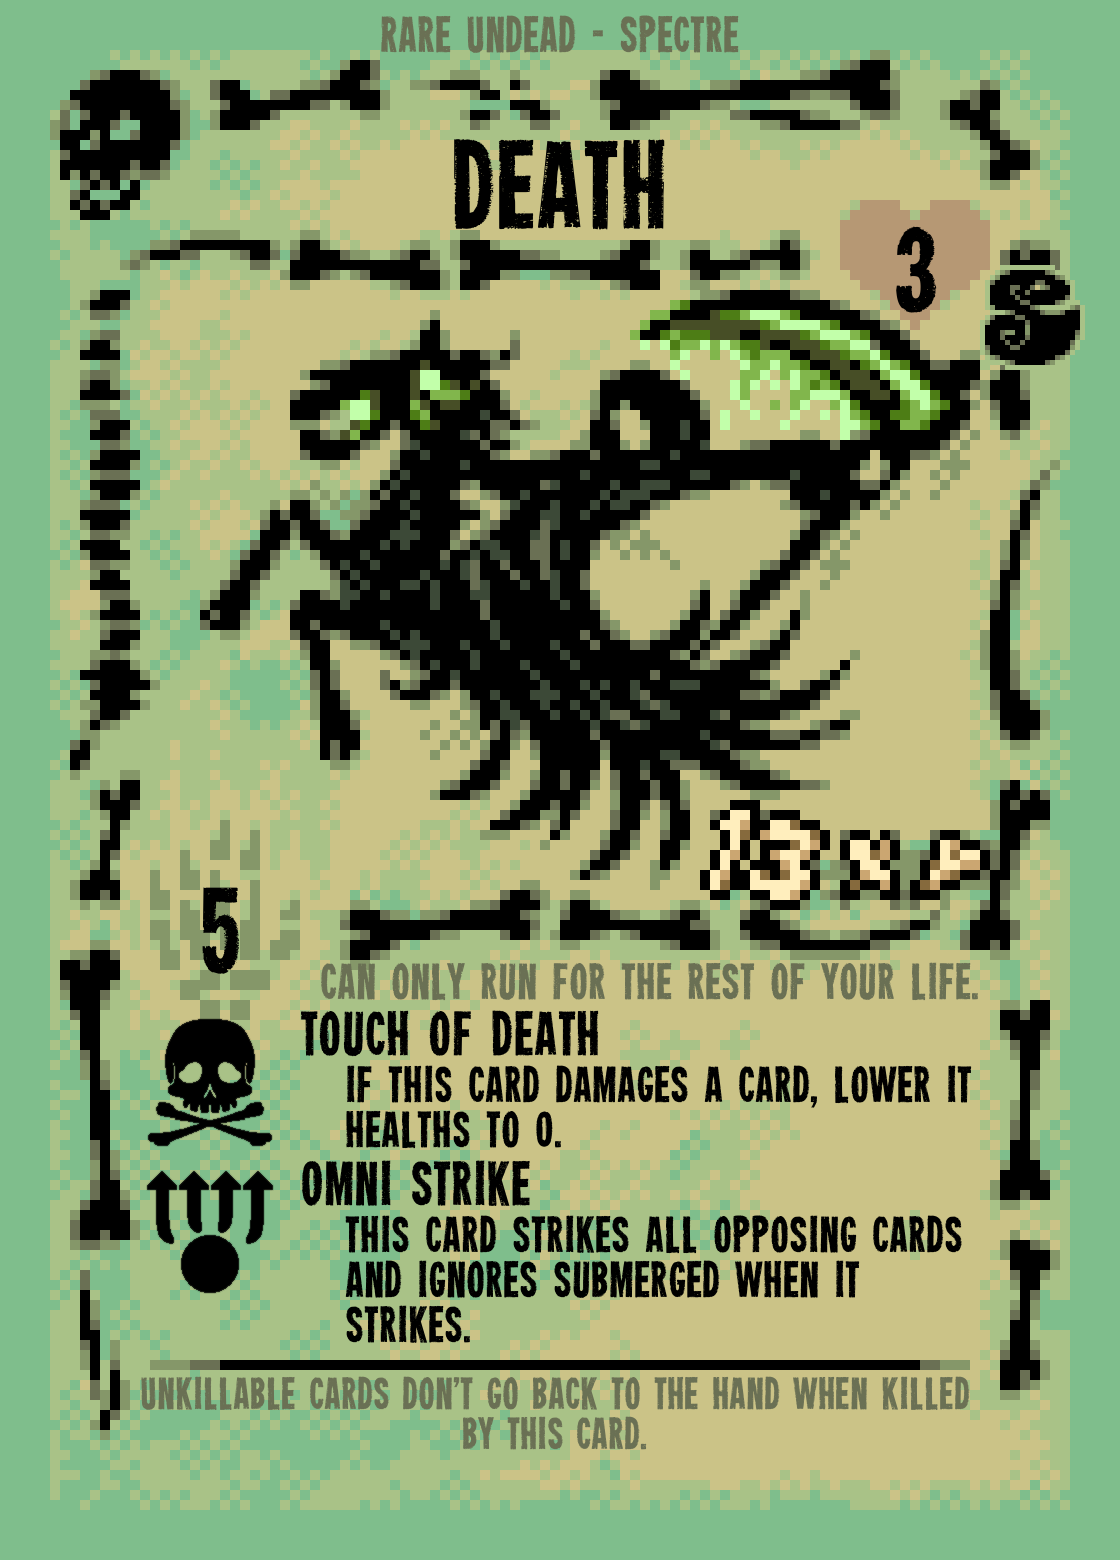 RARE UNDEAD - SPECTRE
DEATH
3
13 x P
5
CAN ONLY RUN FOR THE REST OF YOUR LIFE.
TOUCH OF DEATH
IF THIS CARD DAMAGES A CARD, LOWER IT
HEALTHS TO 0.
OMNI STRIKE
THIS CARD STRIKES ALL OPPOSING CARDS
AND IGNORES SUBMERGED WHEN IT
STRIKES.
UNKILLABLE CARDS DON'T GO BACK TO THE HAND WHEN KILLED
BY THIS CARD.